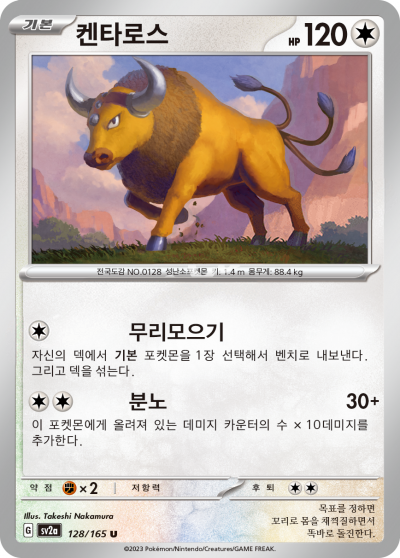 기본 켄타로스 HP 120
전국도감 NO.0128 성난소포켓몬 키: 1.4 m 몸무게: 88.4 kg
무리모으기
자신의 덱에서 기본 포켓몬을 1장 선택해서 벤치로 내보낸다.
그리고 덱을 섞는다.
분노 30+
이 포켓몬에게 올려져 있는 데미지 카운터의 수 ×10데미지를
추가한다.
약점 ×2 저항력 후퇴
Illus. Takeshi Nakamura
G sv2a 128/165 U
목표를 정하면
꼬리로 몸을 채찍질하면서
똑바로 돌진한다.
©2023 Pokémon/Nintendo/Creatures/GAME FREAK.